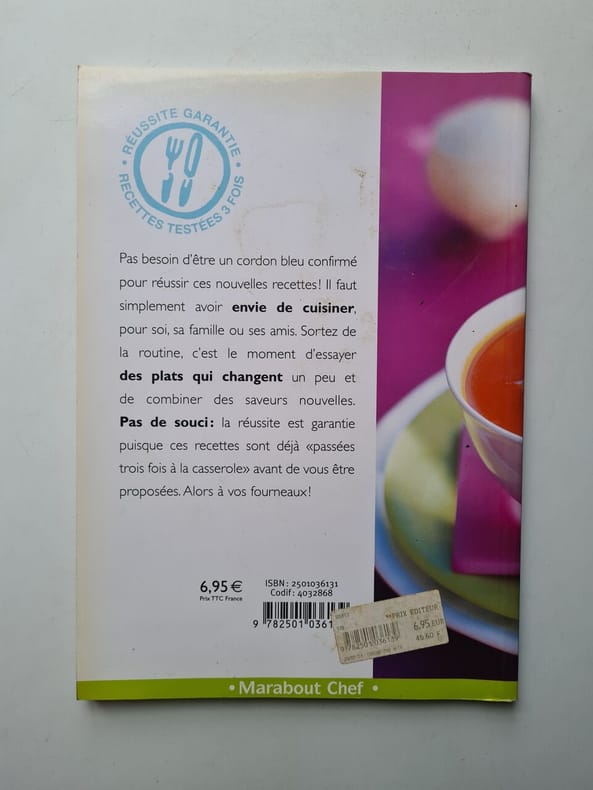 • RÉUSSITE GARANTIE •
RECETTES TESTÉES 3 FOIS
Pas besoin d'être un cordon bleu confirmé
pour réussir ces nouvelles recettes! Il faut
simplement avoir envie de cuisiner,
pour soi, sa famille ou ses amis. Sortez de
la routine, c'est le moment d'essayer
des plats qui changent un peu et
de combiner des saveurs nouvelles.
Pas de souci: la réussite est garantie
puisque ces recettes sont déjà «passées
trois fois à la casserole» avant de vous être
proposées. Alors à vos fourneaux!
6,95 €
Prix TTC France
ISBN : 2501036131
Codif : 4032868
9 782501 0361
**PRIX EDITEUR
6.95 EUR
45.60 F
9782501036139
• Marabout Chef •